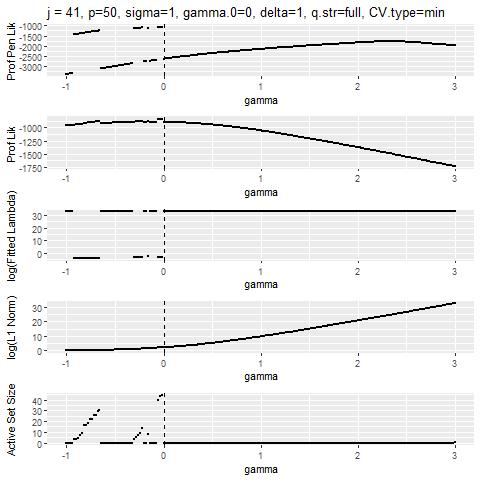 j = 41, p=50, sigma=1, gamma.0=0, delta=1, q.str=full, CV.type=min
Prof Pen Lik
-1000
-1500
-2000
-2500
-3000
-1 0 1 2 3
gamma
Prof Lik
-1000
-1250
-1500
-1750
-1 0 1 2 3
gamma
log(Fitted Lambda)
30
20
10
0
-1 0 1 2 3
gamma
log(L1 Norm)
30
20
10
0
-1 0 1 2 3
gamma
Active Set Size
40
30
20
10
0
-1 0 1 2 3
gamma